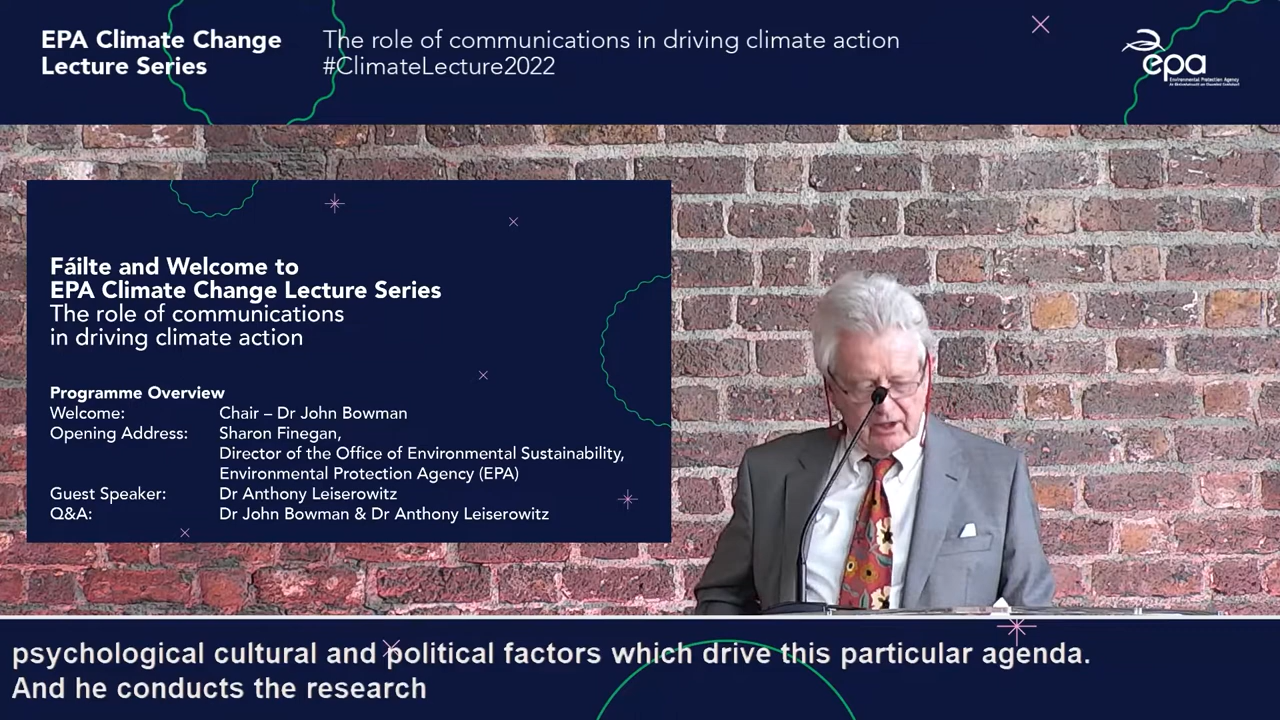 EPA Climate Change
Lecture Series
The role of communications in driving climate action
#ClimateLecture2022
epa
Environmental Protection Agency
Fáilte and Welcome to
EPA Climate Change Lecture Series
The role of communications
in driving climate action
Programme Overview
Welcome: Chair – Dr John Bowman
Opening Address: Sharon Finegan,
Director of the Office of Environmental Sustainability,
Environmental Protection Agency (EPA)
Guest Speaker: Dr Anthony Leiserowitz
Q&A: Dr John Bowman & Dr Anthony Leiserowitz
psychological cultural and political factors which drive this particular agenda.
And he conducts the research